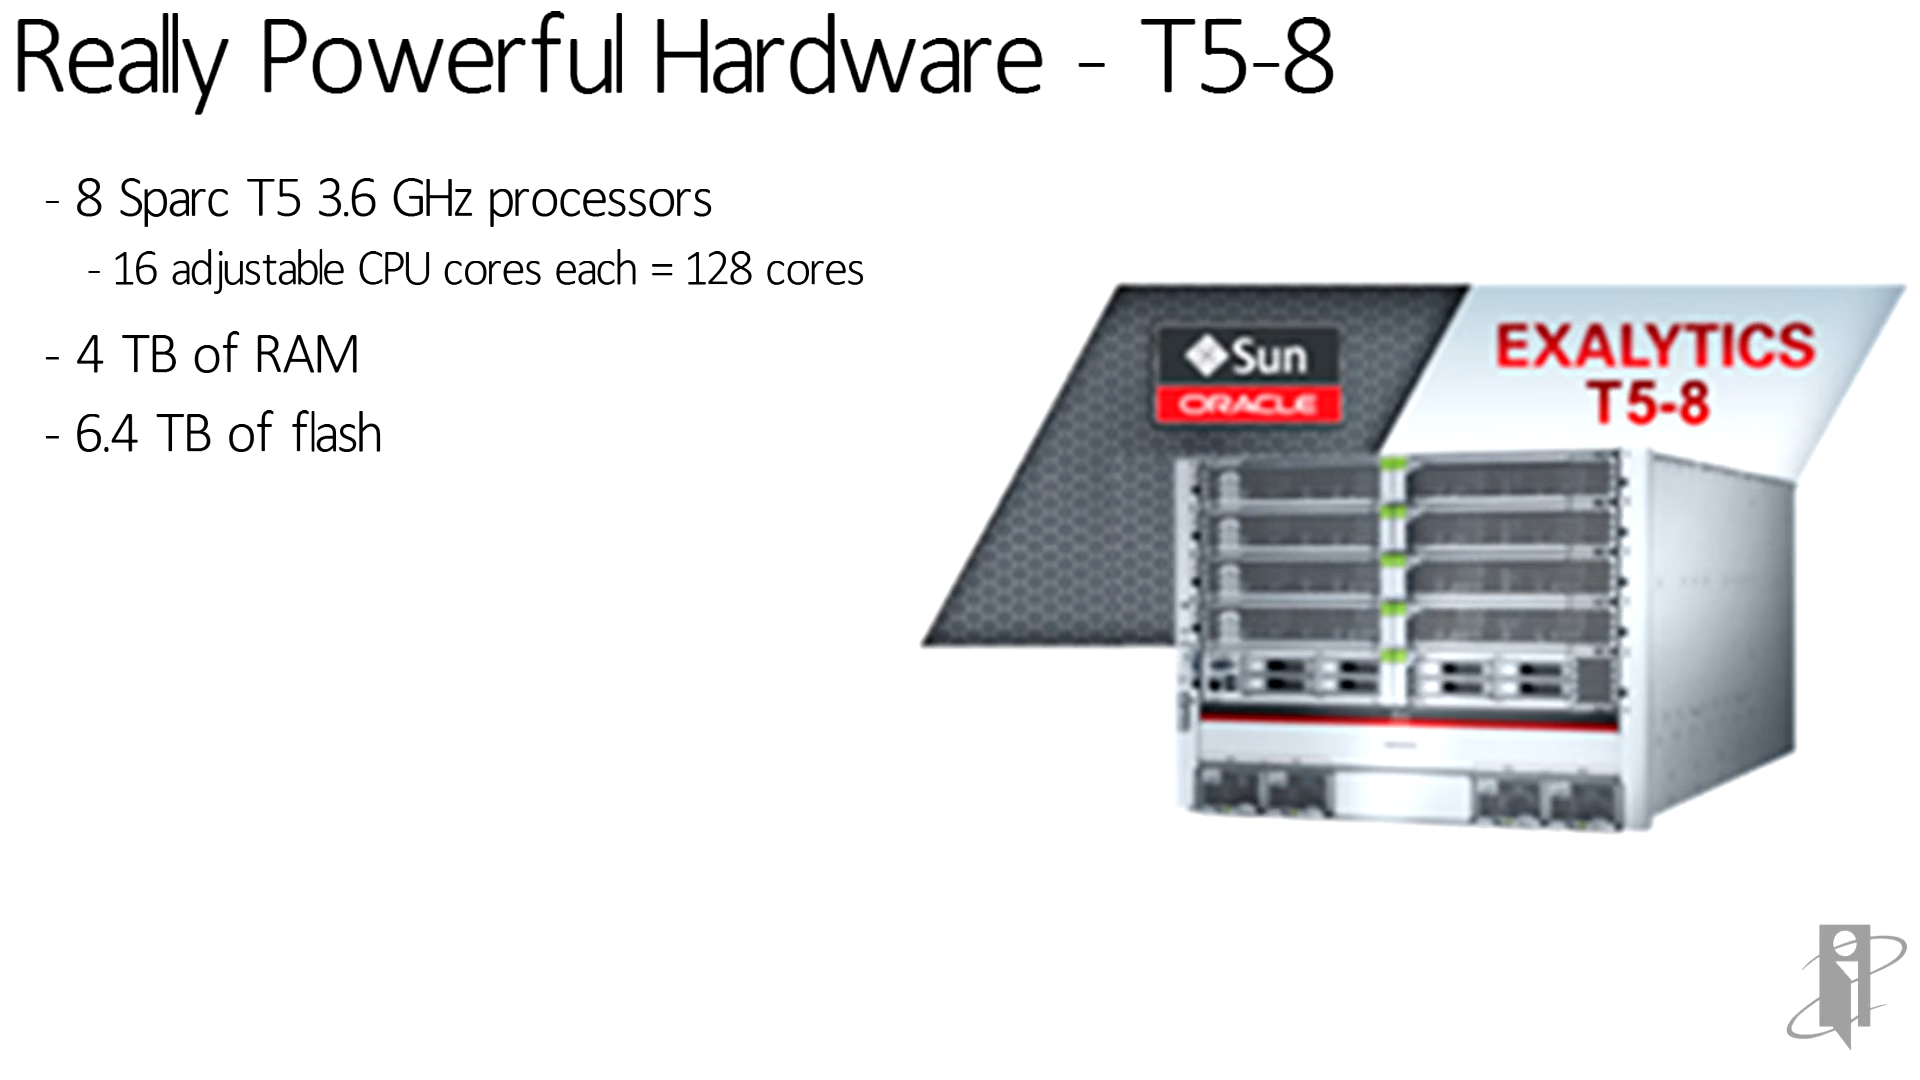 Really Powerful Hardware - T5-8
- 8 Sparc T5 3.6 GHz processors
- 16 adjustable CPU cores each = 128 cores
- 4 TB of RAM
- 6.4 TB of flash
Sun
ORACLE
EXALYTICS
T5-8